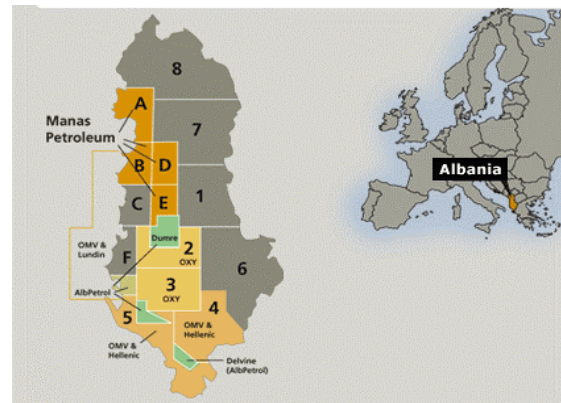 8
A
Manas
Petroleum
7
B
D
Albania
C
E
1
OMV &
Lundin
Dumre
F
2
OXY
6
3
OXY
AlbPetrol
4
5
OMV &
Hellenic
OMV &
Hellenic
Delvine
(AlbPetrol)